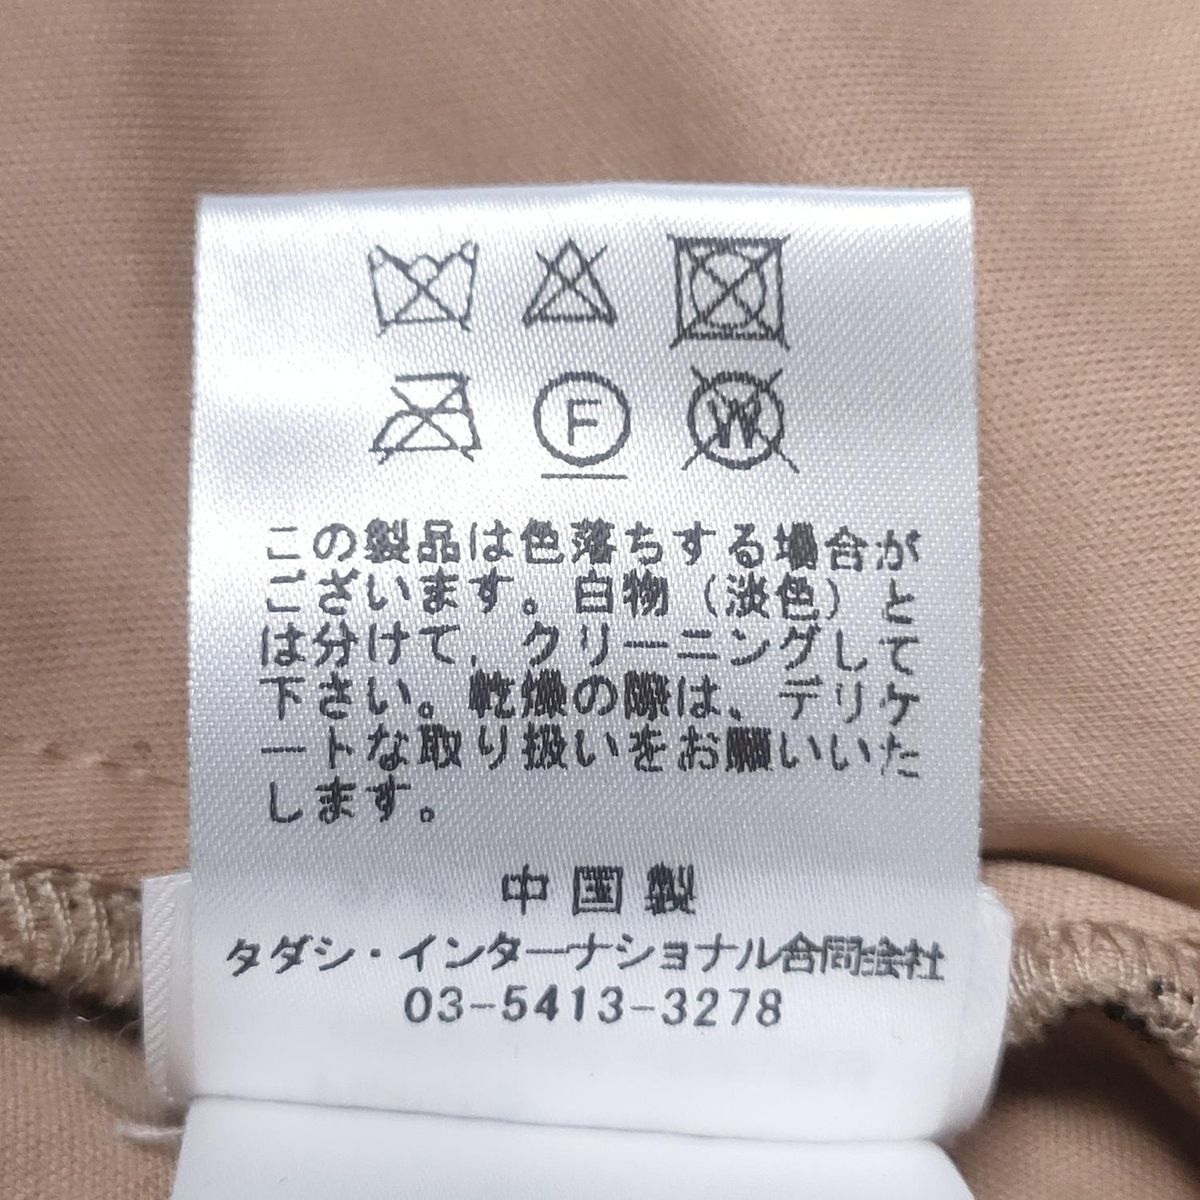 F W
この製品は色落ちする場合が
ございます。白物（淡色）と
は分けて、クリーニングして
下さい。乾燥の際は、デリケ
ートな取り扱いをお願いいた
します。
中国製
タダシ・インターナショナル合同会社
03-5413-3278